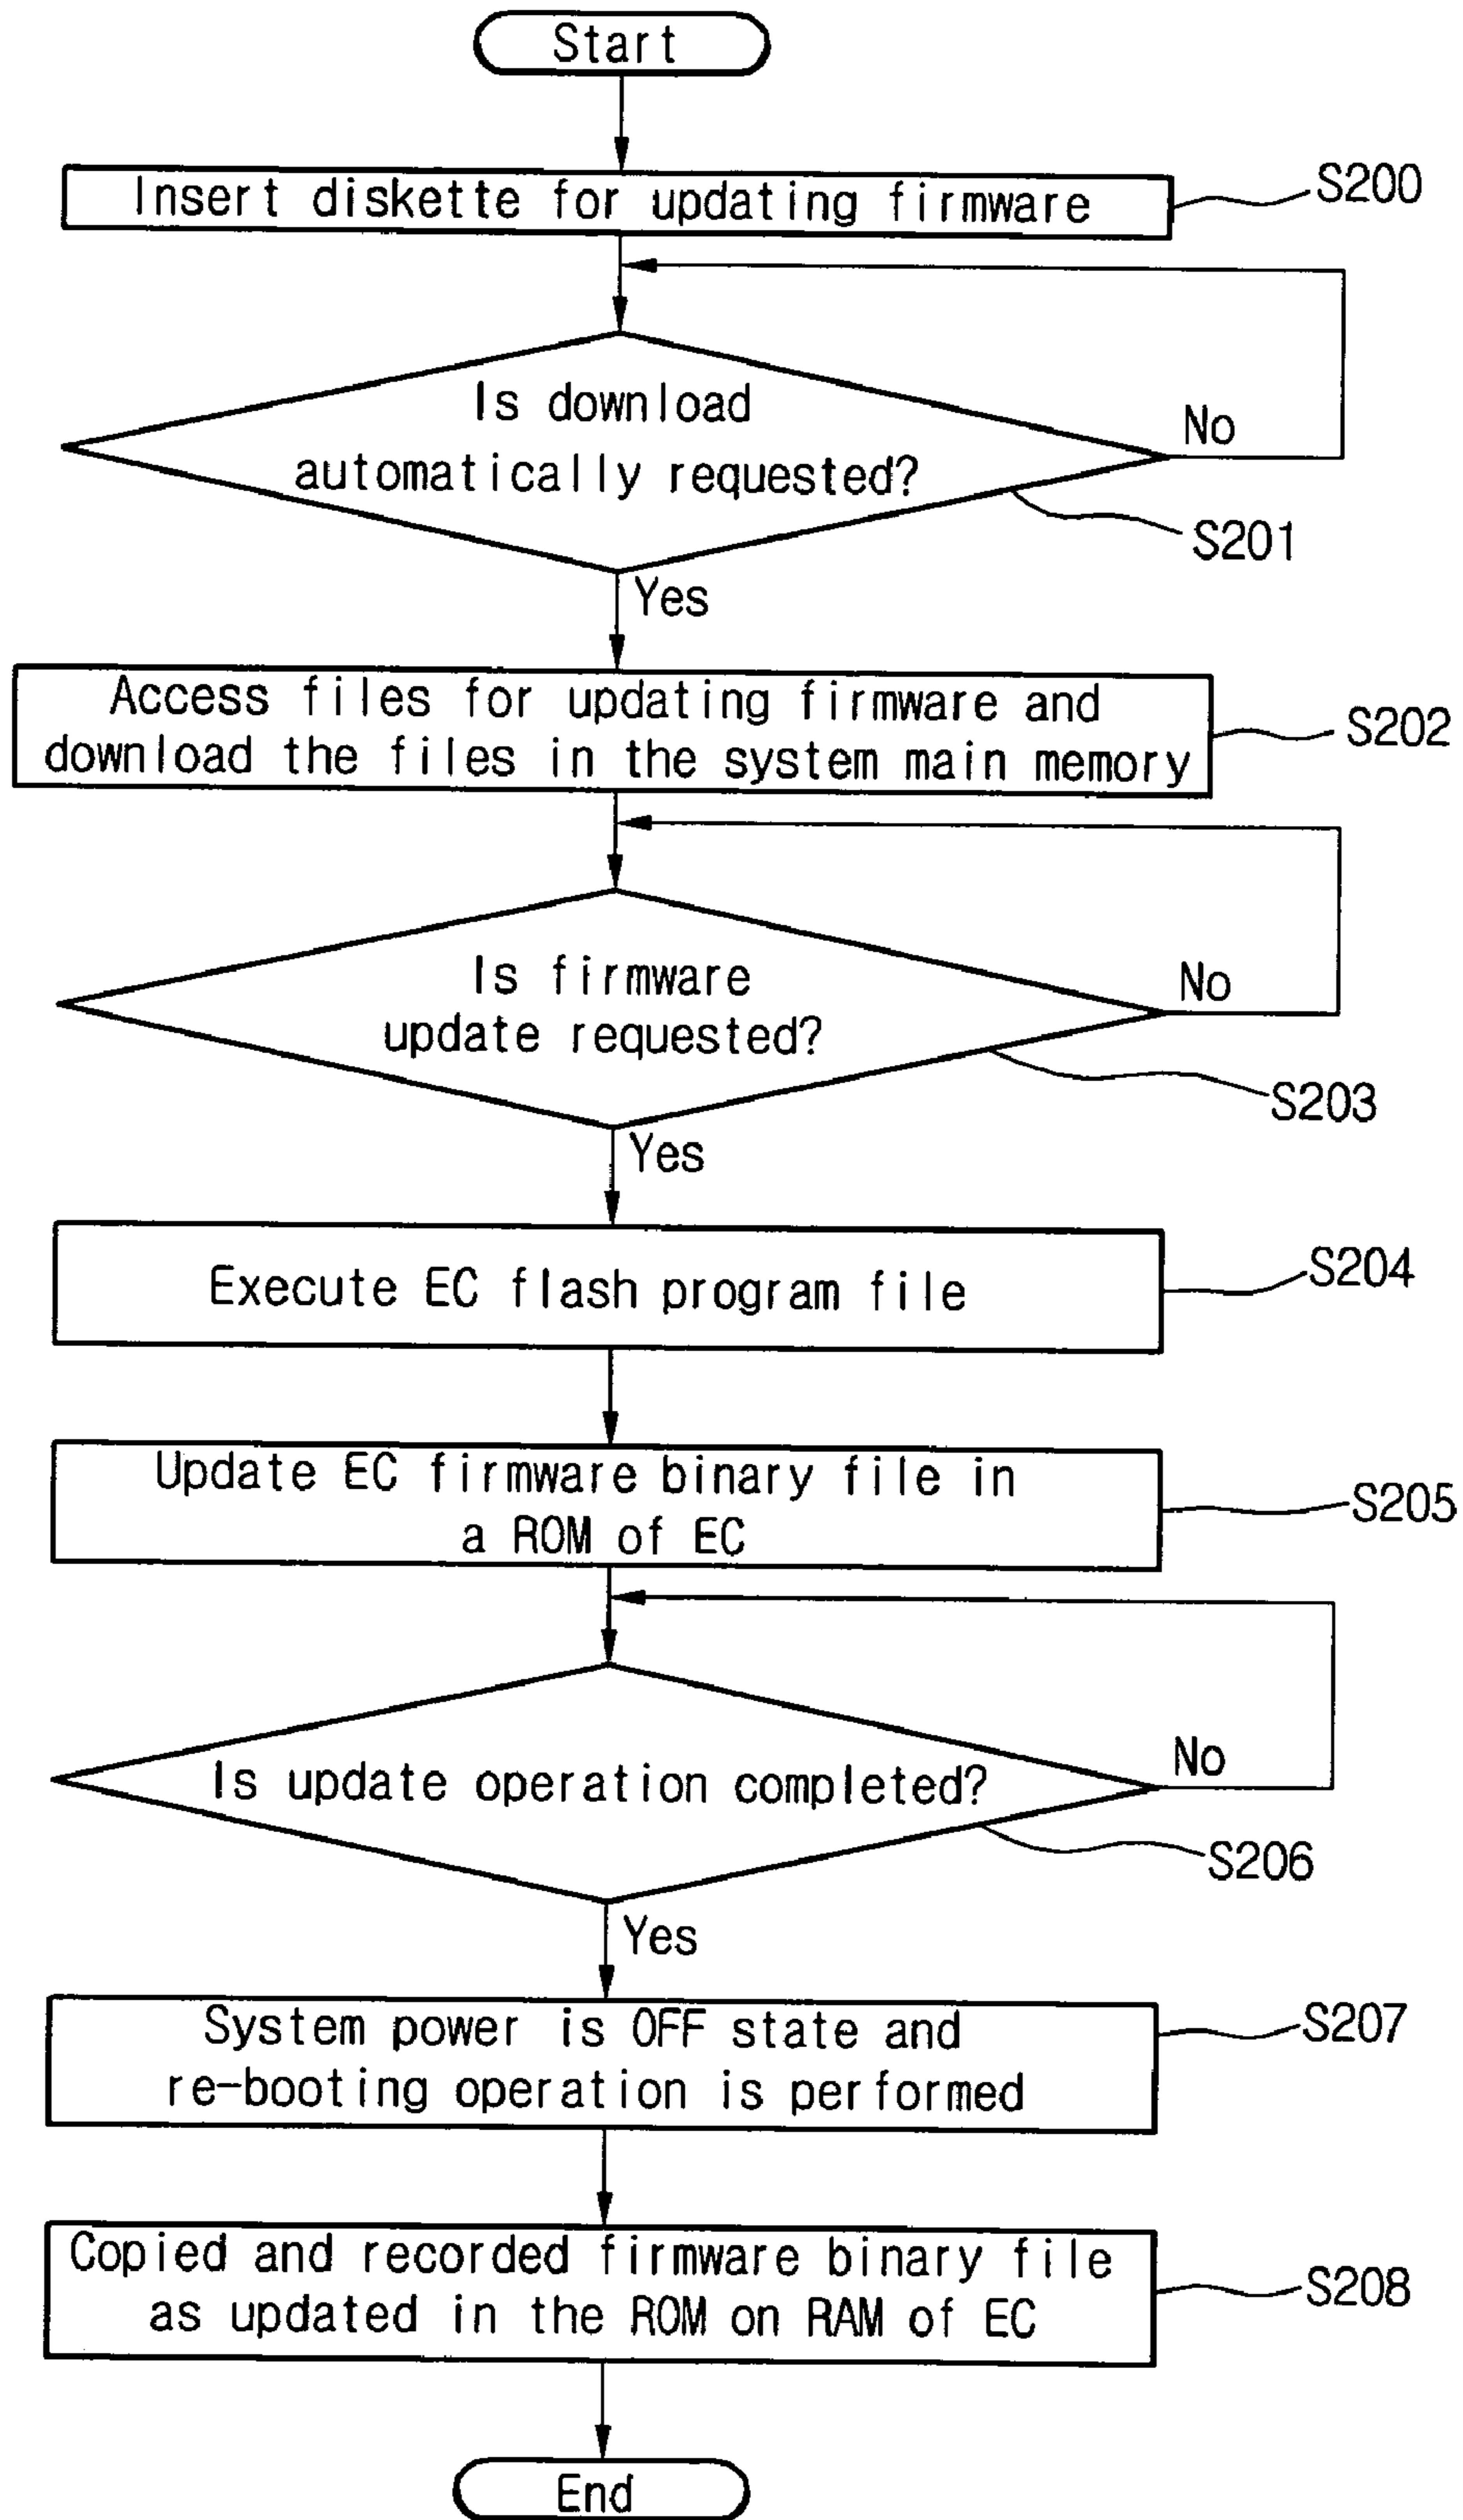 Start
Insert diskette for updating firmware
S200
Is download
automatically requested?
No
S201
Yes
Access files for updating firmware and
download the files in the system main memory
S202
Is firmware
update requested?
No
S203
Yes
Execute EC flash program file
S204
Update EC firmware binary file in
a ROM of EC
S205
Is update operation completed?
No
S206
Yes
System power is OFF state and
re-booting operation is performed
S207
Copied and recorded firmware binary file
as updated in the ROM on RAM of EC
S208
End